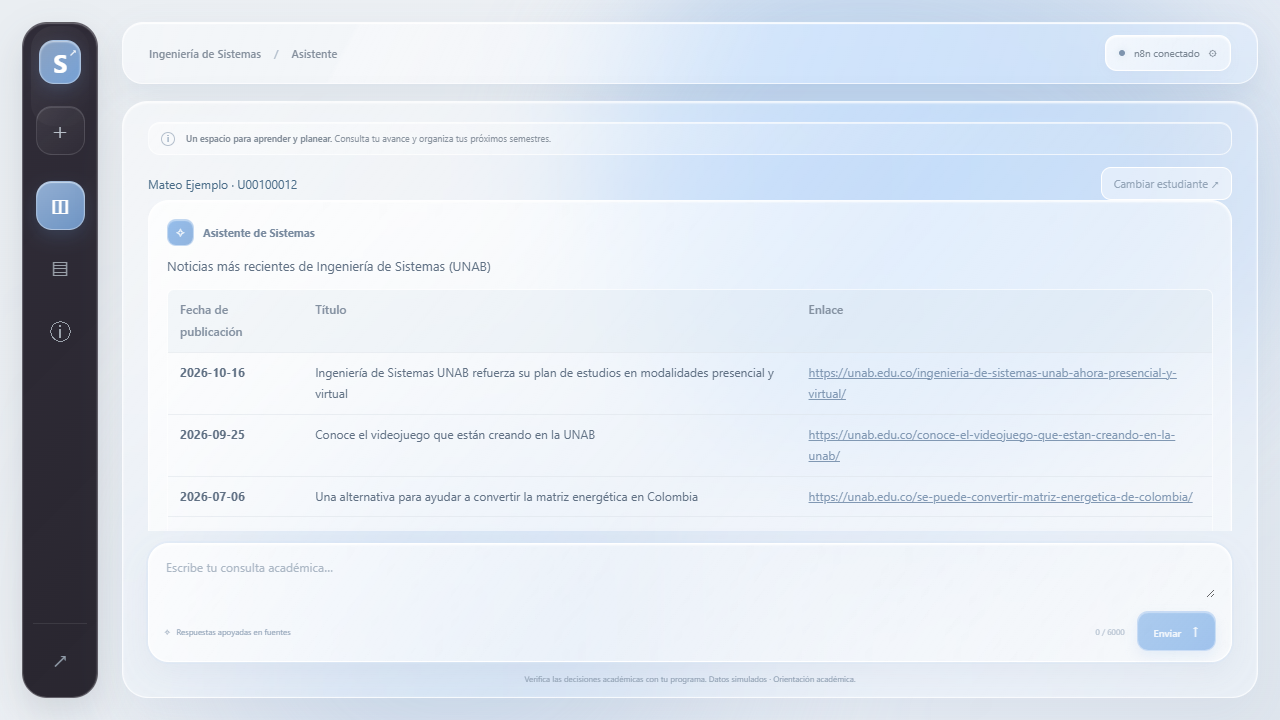 S
Ingeniería de Sistemas / Asistente
n8n conectado
Un espacio para aprender y planear. Consulta tu avance y organiza tus próximos semestres.
Mateo Ejemplo · U00100012
Cambiar estudiante ↗
Asistente de Sistemas
Noticias más recientes de Ingeniería de Sistemas (UNAB)
Fecha de publicación
Título
Enlace
2026-10-16
Ingeniería de Sistemas UNAB refuerza su plan de estudios en modalidades presencial y
virtual
https://unab.edu.co/ingenieria-de-sistemas-unab-ahora-presencial-y-
virtual/
2026-09-25
Conoce el videojuego que están creando en la UNAB
https://unab.edu.co/conoce-el-videojuego-que-estan-creando-en-la-
unab/
2026-07-06
Una alternativa para ayudar a convertir la matriz energética en Colombia
https://unab.edu.co/se-puede-convertir-matriz-energetica-de-colombia/
Escribe tu consulta académica...
Respuestas apoyadas en fuentes
0 / 6000
Enviar ↑
Verifica las decisiones académicas con tu programa. Datos simulados · Orientación académica.